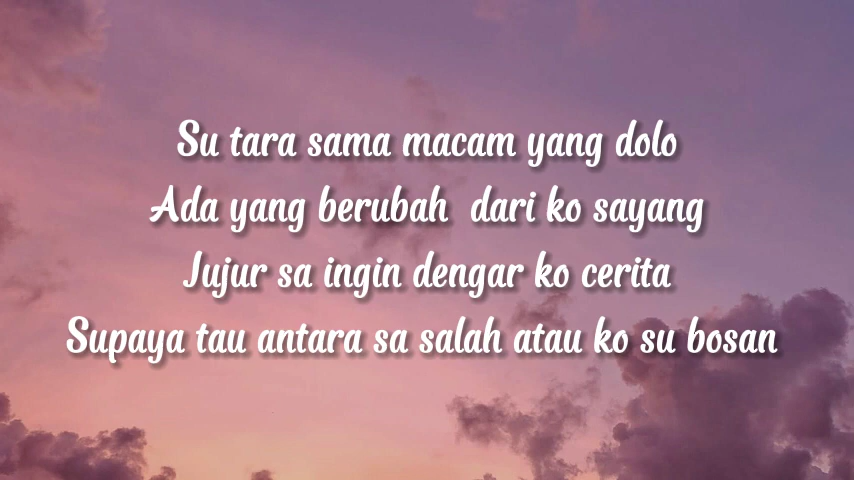 Su tara sama macam yang dolo
Ada yang berubah  dari ko sayang
Jujur sa ingin dengar ko cerita
Supaya tau antara sa salah atau ko su bosan